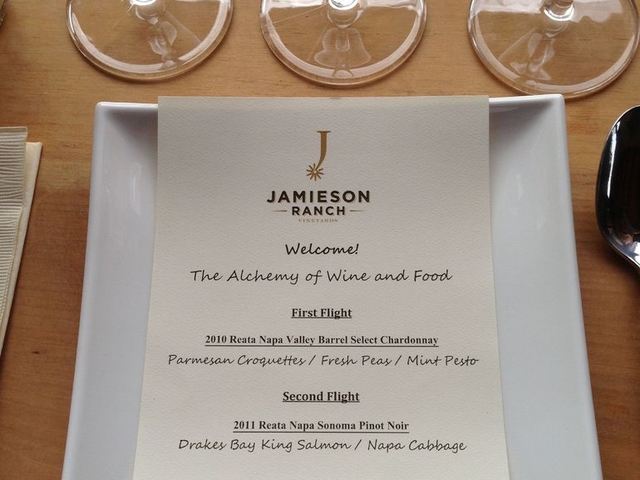 J
JAMIESON
RANCH
VINEYARDS
Welcome!
The Alchemy of Wine and Food
First Flight
2010 Reata Napa Valley Barrel Select Chardonnay
Parmesan Croquettes / Fresh Peas / Mint Pesto
Second Flight
2011 Reata Napa Sonoma Pinot Noir
Drakes Bay King Salmon / Napa Cabbage